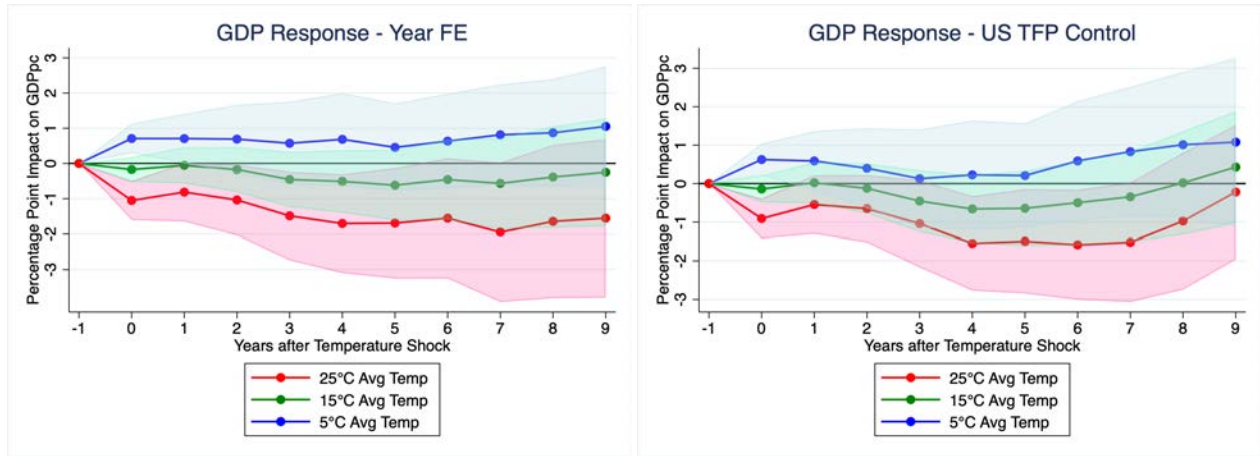 GDP Response - Year FE
Percentage Point Impact on GDPpc
3
2
1
0
-1
-2
-3
-1 0 1 2 3 4 5 6 7 8 9
Years after Temperature Shock
25°C Avg Temp
15°C Avg Temp
5°C Avg Temp
GDP Response - US TFP Control
Percentage Point Impact on GDPpc
3
2
1
0
-1
-2
-3
-1 0 1 2 3 4 5 6 7 8 9
Years after Temperature Shock
25°C Avg Temp
15°C Avg Temp
5°C Avg Temp